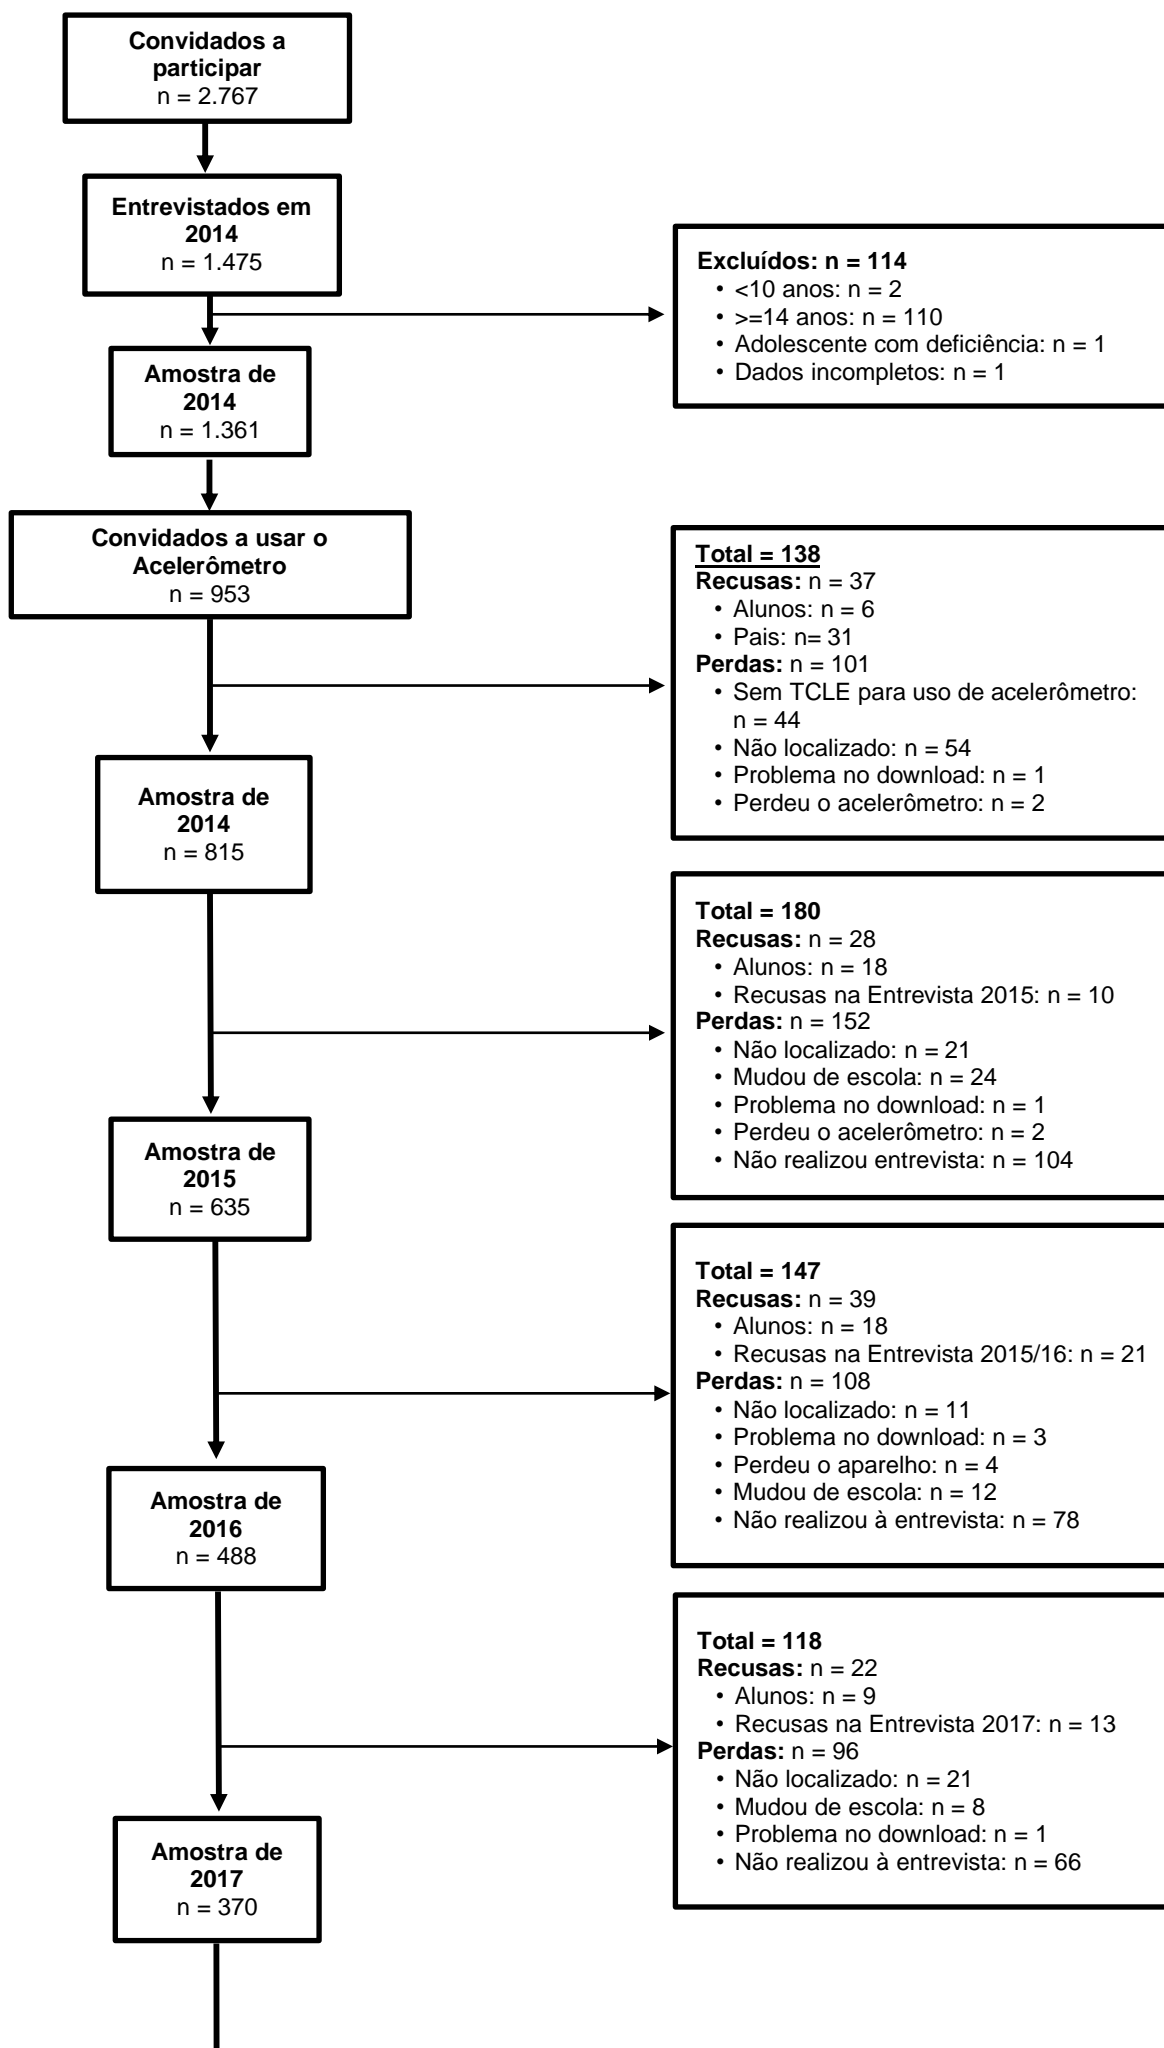 Convidados a
participar
n = 2.767
Entrevistados em
2014
n = 1.475
Excluídos: n = 114
• <10 anos: n = 2
• >=14 anos: n = 110
• Adolescente com deficiência: n = 1
• Dados incompletos: n = 1
Amostra de
2014
n = 1.361
Convidados a usar o
Acelerômetro
n = 953
Total = 138
Recusas: n = 37
• Alunos: n = 6
• Pais: n= 31
Perdas: n = 101
• Sem TCLE para uso de acelerômetro:
n = 44
• Não localizado: n = 54
• Problema no download: n = 1
• Perdeu o acelerômetro: n = 2
Amostra de
2014
n = 815
Total = 180
Recusas: n = 28
• Alunos: n = 18
• Recusas na Entrevista 2015: n = 10
Perdas: n = 152
• Não localizado: n = 21
• Mudou de escola: n = 24
• Problema no download: n = 1
• Perdeu o acelerômetro: n = 2
• Não realizou entrevista: n = 104
Amostra de
2015
n = 635
Total = 147
Recusas: n = 39
• Alunos: n = 18
• Recusas na Entrevista 2015/16: n = 21
Perdas: n = 108
• Não localizado: n = 11
• Problema no download: n = 3
• Perdeu o aparelho: n = 4
• Mudou de escola: n = 12
• Não realizou à entrevista: n = 78
Amostra de
2016
n = 488
Total = 118
Recusas: n = 22
• Alunos: n = 9
• Recusas na Entrevista 2017: n = 13
Perdas: n = 96
• Não localizado: n = 21
• Mudou de escola: n = 8
• Problema no download: n = 1
• Não realizou à entrevista: n = 66
Amostra de
2017
n = 370